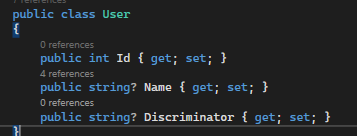 7 references
public class User
{
0 references
public int Id { get; set; }
4 references
public string? Name { get; set; }
0 references
public string? Discriminator { get; set; }
}